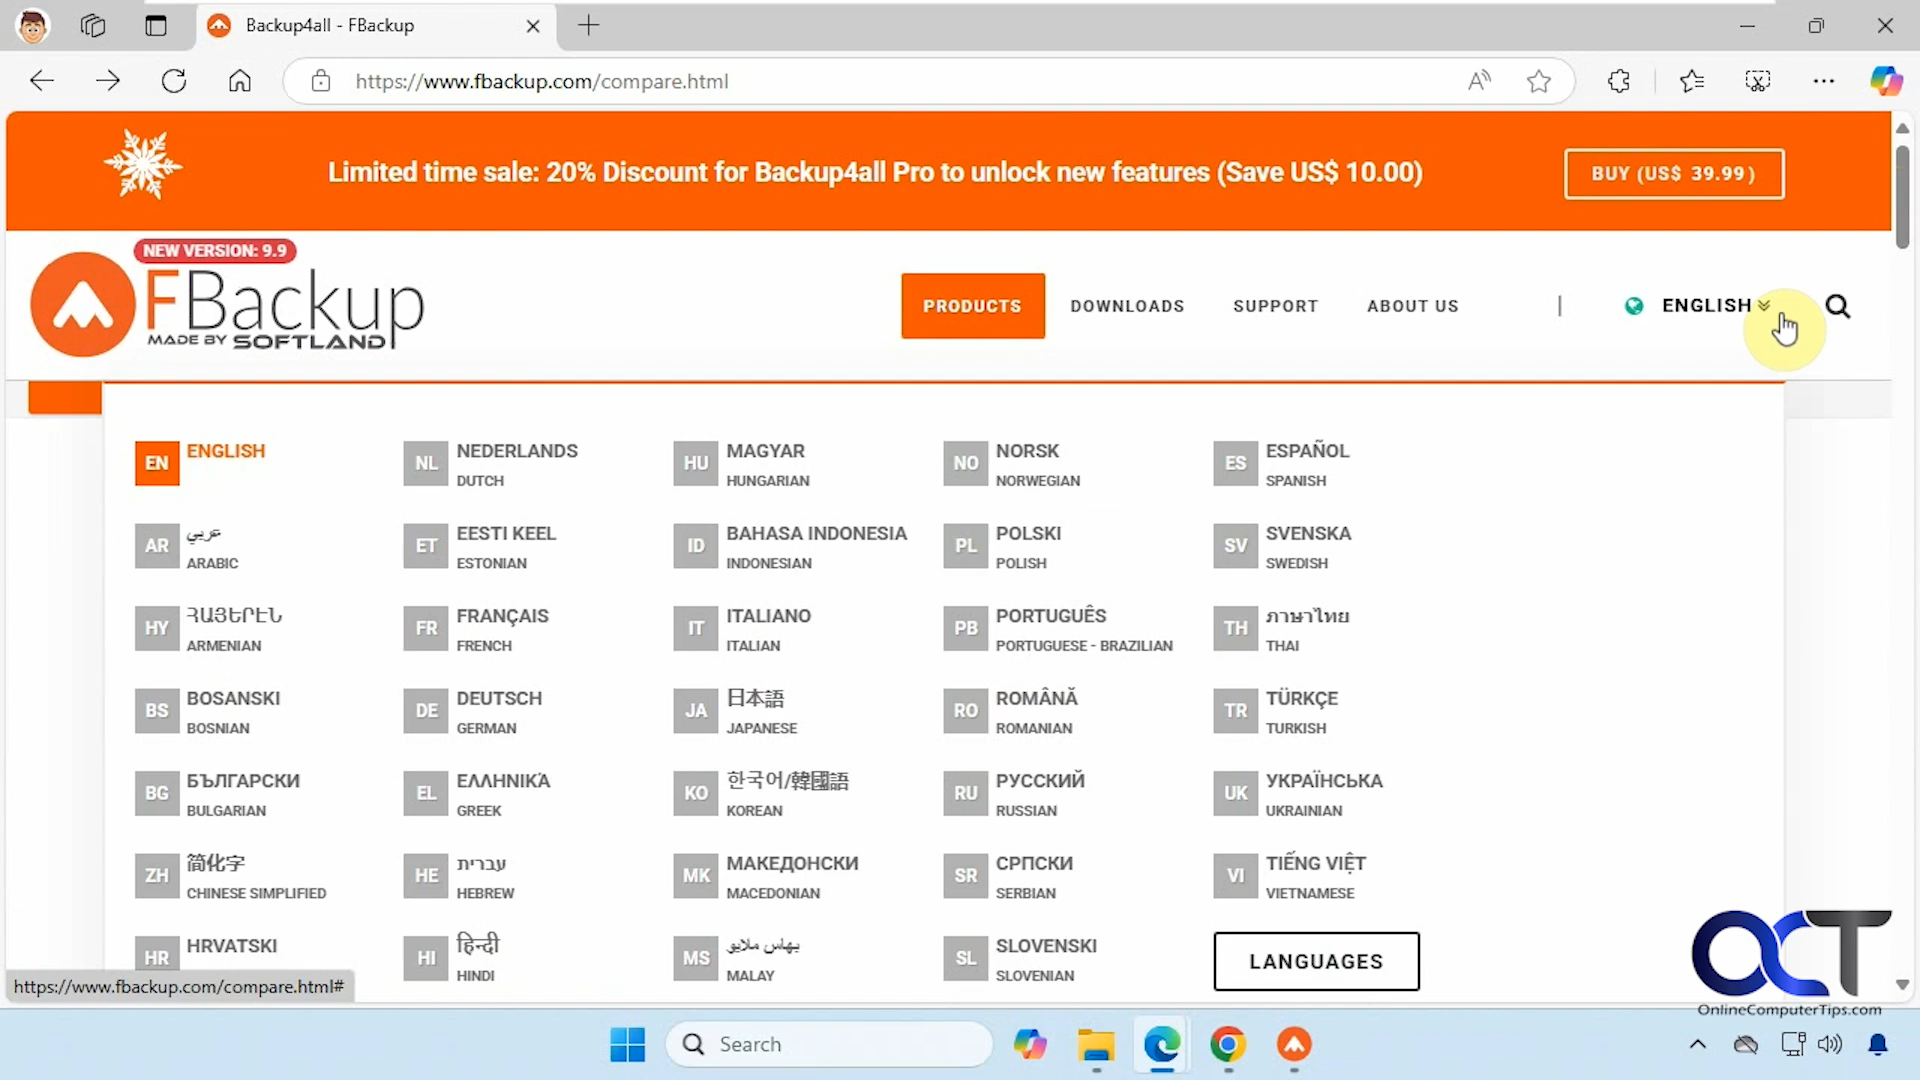 Backup4all - FBackup
https://www.fbackup.com/compare.html
Limited time sale: 20% Discount for Backup4all Pro to unlock new features (Save US$ 10.00)
BUY (US$ 39.99)
NEW VERSION: 9.9
FBackup
MADE BY SOFTLAND
PRODUCTS
DOWNLOADS
SUPPORT
ABOUT US
|
ENGLISH
EN ENGLISH
NL NEDERLANDS
DUTCH
HU MAGYAR
HUNGARIAN
NO NORSK
NORWEGIAN
ES ESPAÑOL
SPANISH
AR عربي
ARABIC
ET EESTI KEEL
ESTONIAN
ID BAHASA INDONESIA
INDONESIAN
PL POLSKI
POLISH
SV SVENSKA
SWEDISH
HY ՀԱՅԵՐԷՆ
ARMENIAN
FR FRANÇAIS
FRENCH
IT ITALIANO
ITALIAN
PB PORTUGUÊS
PORTUGUESE - BRAZILIAN
TH ภาษาไทย
THAI
BS BOSANSKI
BOSNIAN
DE DEUTSCH
GERMAN
JA 日本語
JAPANESE
RO ROMÂNĂ
ROMANIAN
TR TÜRKÇE
TURKISH
BG БЪЛГАРСКИ
BULGARIAN
EL ΕΛΛΗΝΙΚΆ
GREEK
KO 한국어/韓國語
KOREAN
RU РУССКИЙ
RUSSIAN
UK УКРАЇНСЬКА
UKRAINIAN
ZH 简化字
CHINESE SIMPLIFIED
HE עברית
HEBREW
MK МАКЕДОНСКИ
MACEDONIAN
SR СРПСКИ
SERBIAN
VI TIẾNG VIỆT
VIETNAMESE
HR HRVATSKI
HI हिन्दी
HINDI
MS بهاس ملايو
MALAY
SL SLOVENSKI
SLOVENIAN
LANGUAGES
https://www.fbackup.com/compare.html#
OCT
OnlineComputerTips.com
Search